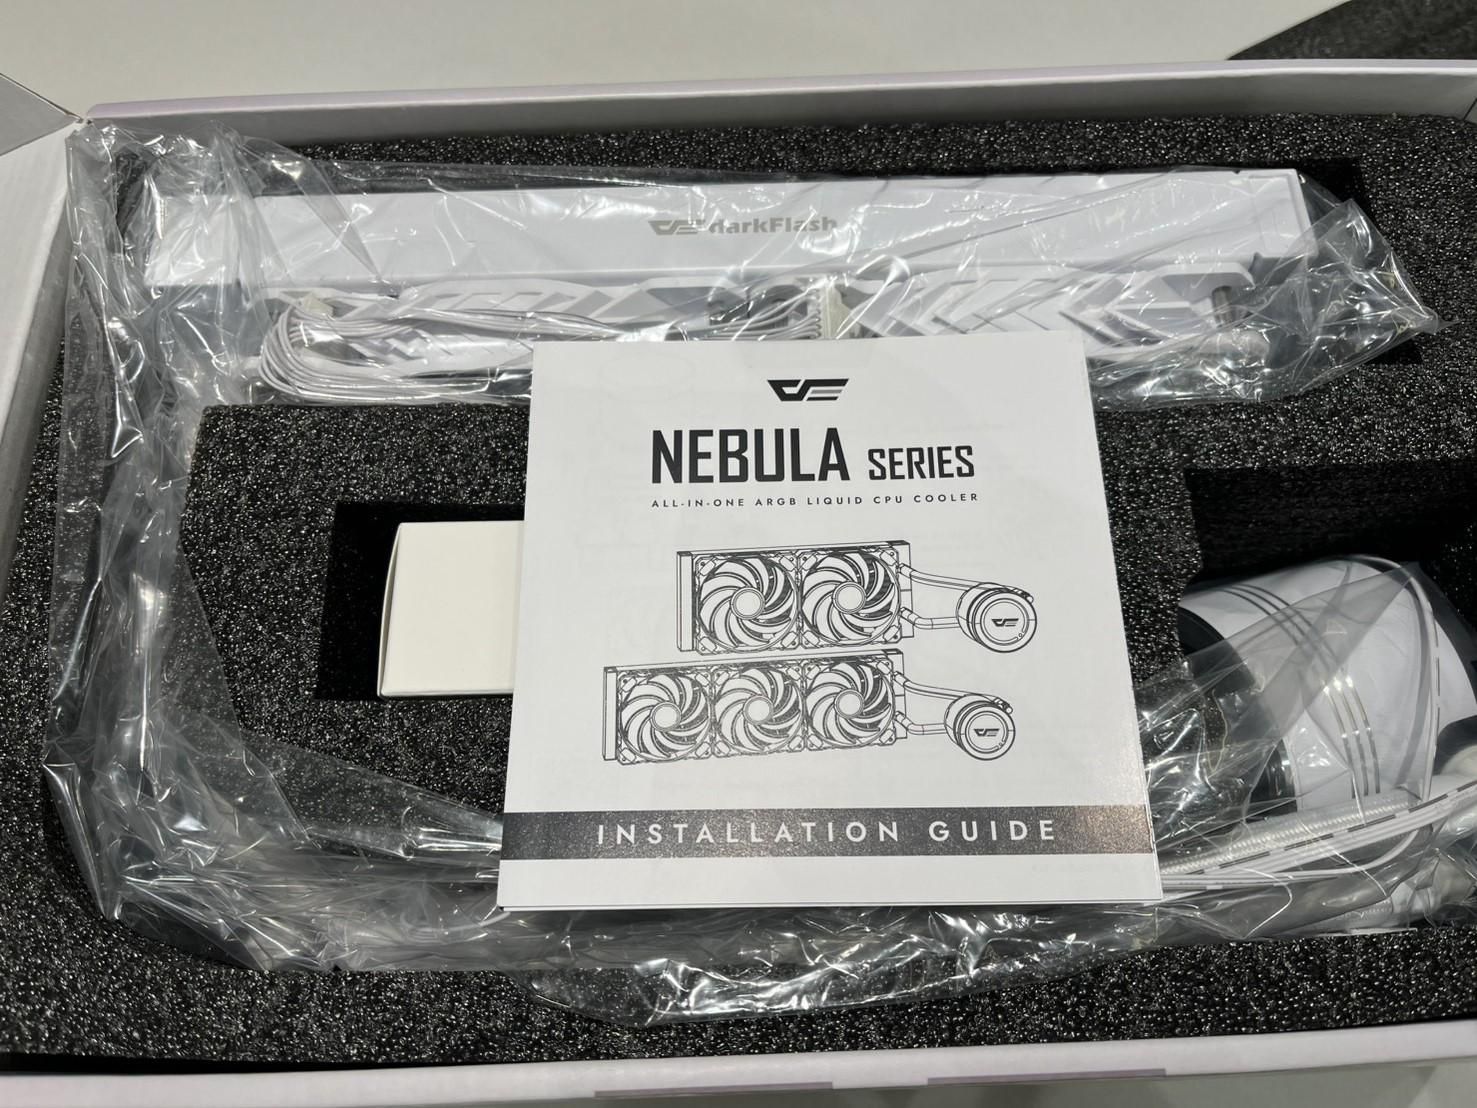 darkFlash
NEBULA SERIES
ALL-IN-ONE ARGB LIQUID CPU COOLER
INSTALLATION GUIDE